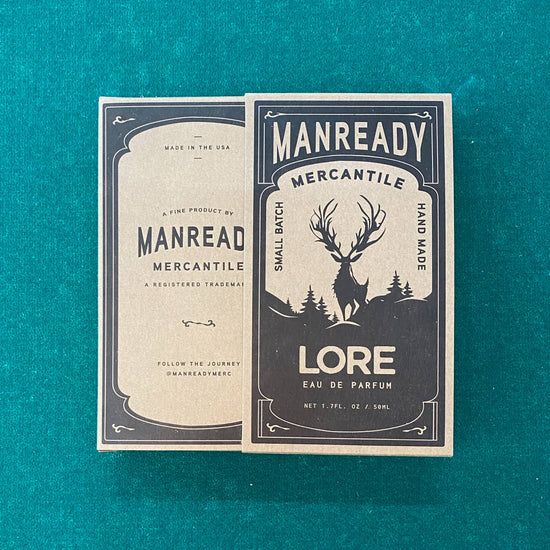 MADE IN THE USA
A FINE PRODUCT BY
MANREADY
MERCANTILE
A REGISTERED TRADEMAR
FOLLOW THE JOURNEY
@MANREADYMERC
MANREADY
MERCANTILE
SMALL BATCH
HAND MADE
LORE
EAU DE PARFUM
NET 1.7FL. OZ / 50ML